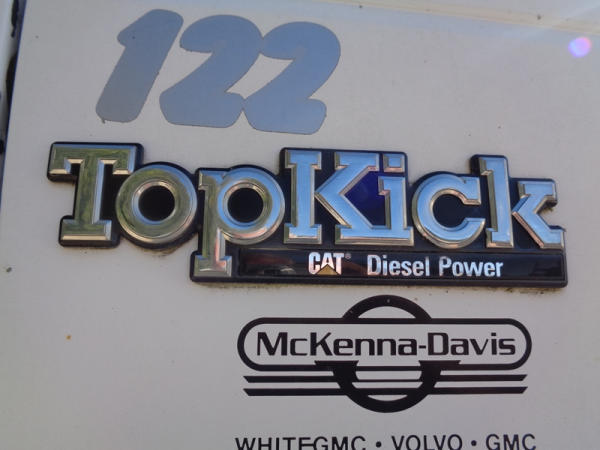 122
TopKick
CAT® Diesel Power
McKenna-Davis
WHITEGMC • VOLVO • GMC